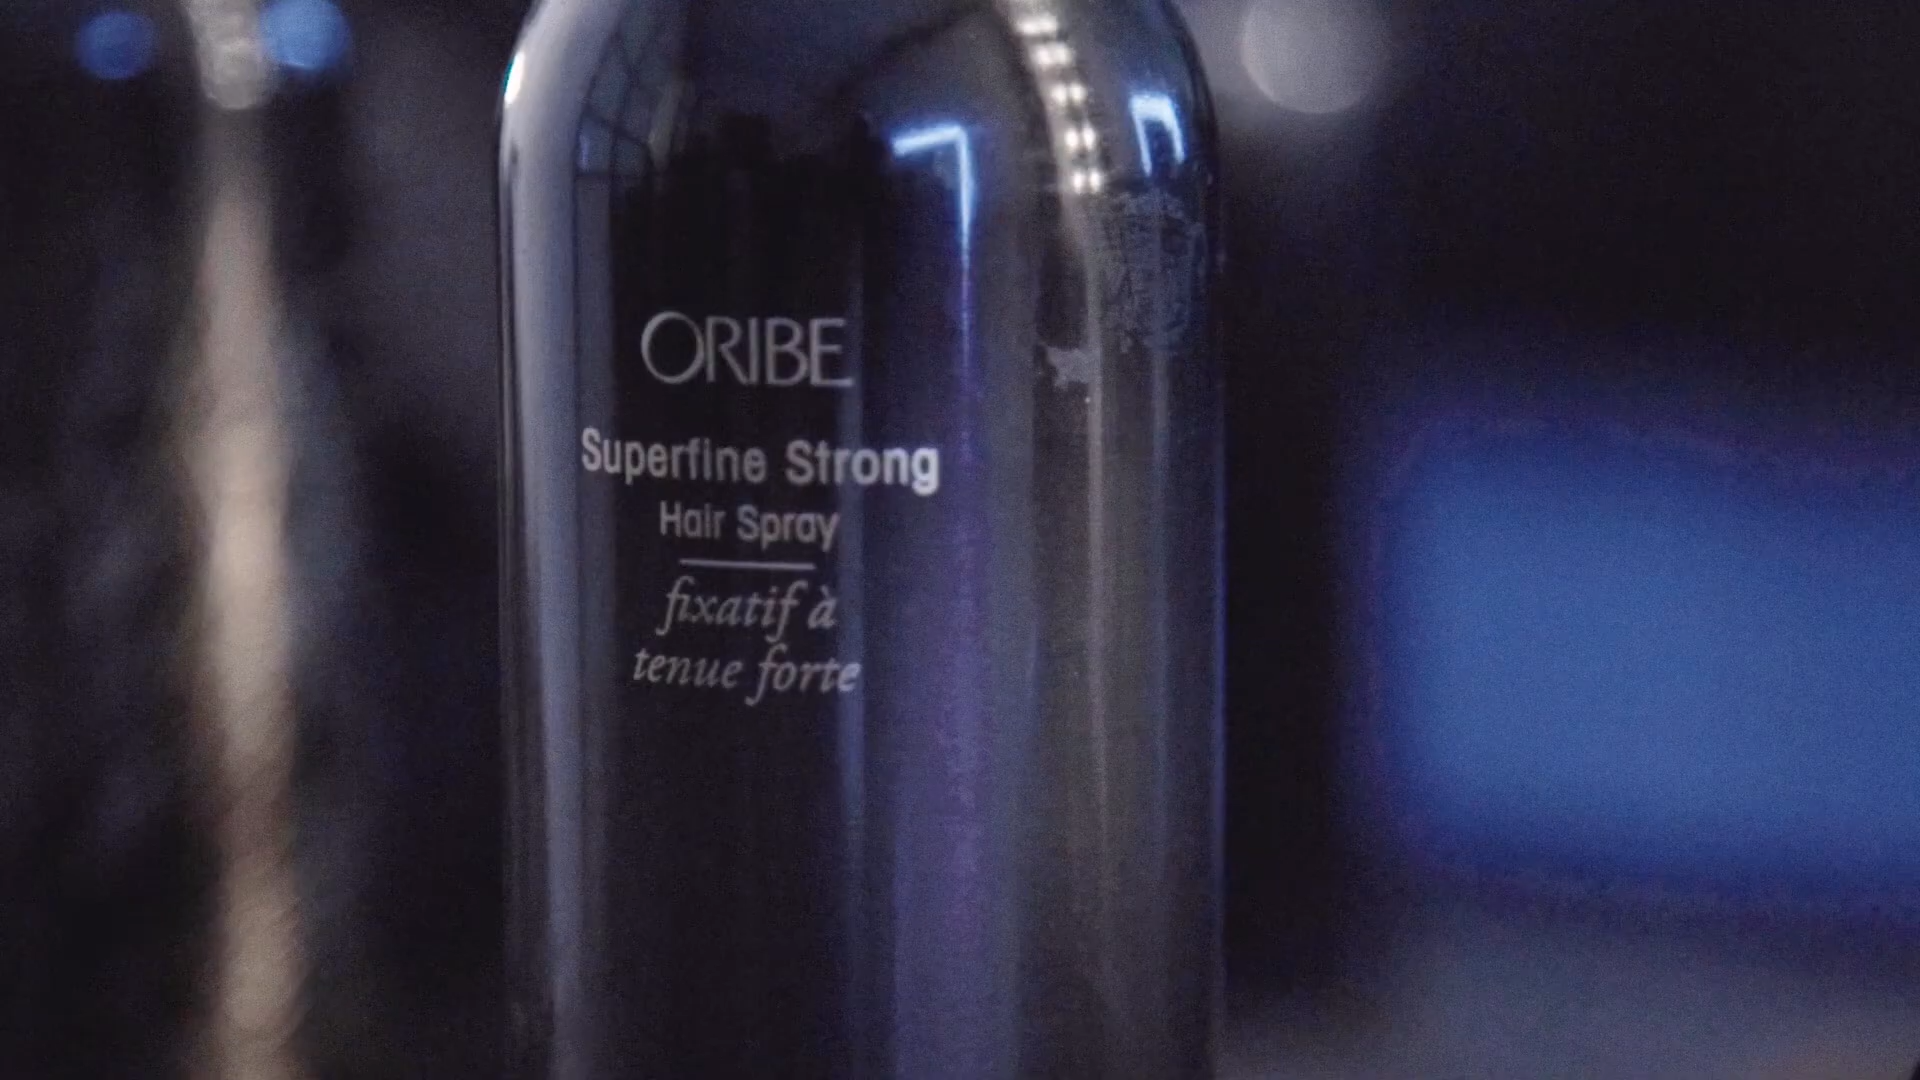 ORIBE
Superfine Strong
Hair Spray
fixatif à
tenue forte